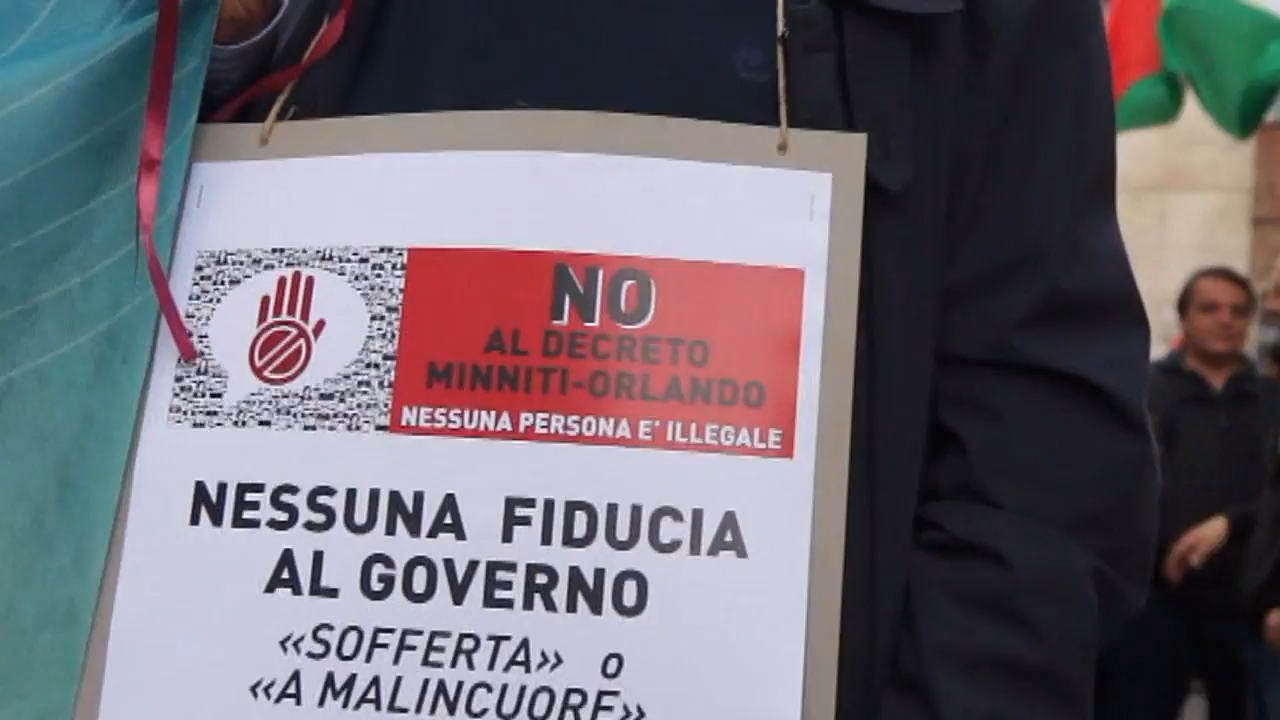 NO
AL DECRETO
MINNITI-ORLANDO
NESSUNA PERSONA E' ILLEGALE
NESSUNA FIDUCIA
AL GOVERNO
«SOFFERTA» o
«A MALINCUORE»